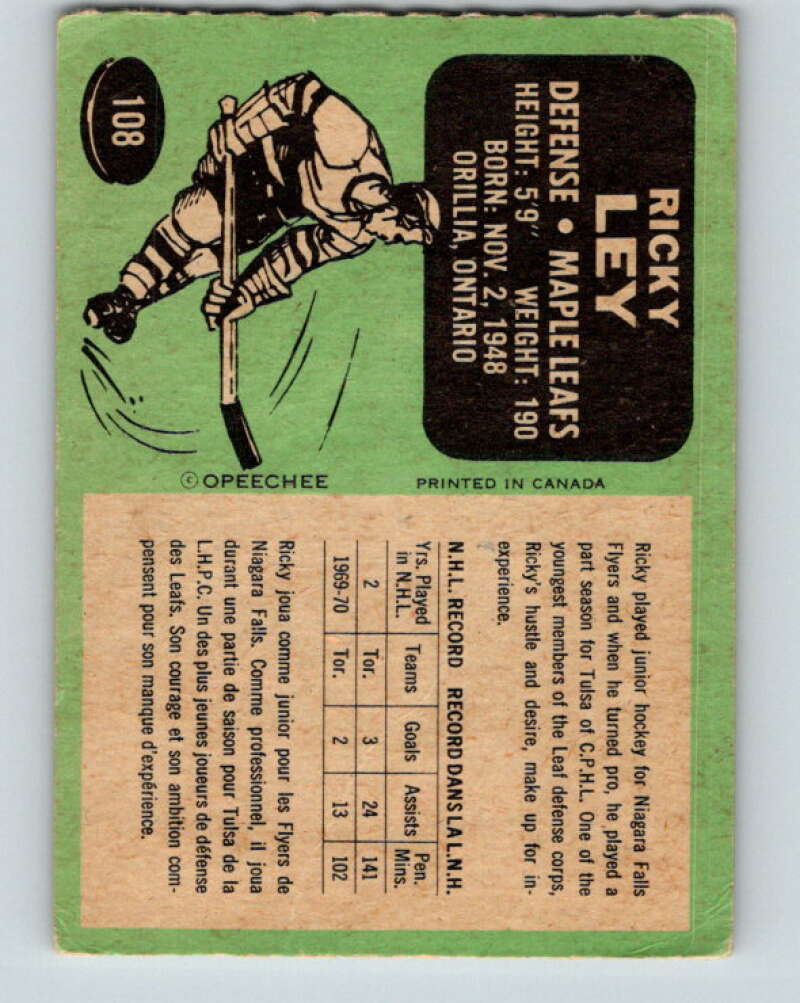 108
RICKY
LEY
DEFENSE • MAPLE LEAFS
HEIGHT: 5'9" WEIGHT: 190
BORN: NOV. 2, 1948
ORILLIA, ONTARIO
© OPEECHEE
PRINTED IN CANADA
Ricky played junior hockey for Niagara Falls
Flyers and when he turned pro, he played a
part season for Tulsa of C.P.H.L. One of the
youngest members of the Leaf defense corps,
Ricky's hustle and desire, make up for in-
experience.
N.H.L. RECORD RECORD DANS LA L.N.H.
Yrs. Played in N.H.L. Teams Goals Assists Pen. Mins.
2 Tor. 3 24 141
1969-70 Tor. 2 13 102
Ricky joua comme junior pour les Flyers de
Niagara Falls. Comme professionnel, il joua
durant une partie de saison pour Tulsa de la
L.H.P.C. Un des plus jeunes joueurs de défense
des Leafs. Son courage et son ambition com-
pensent pour son manque d'expérience.